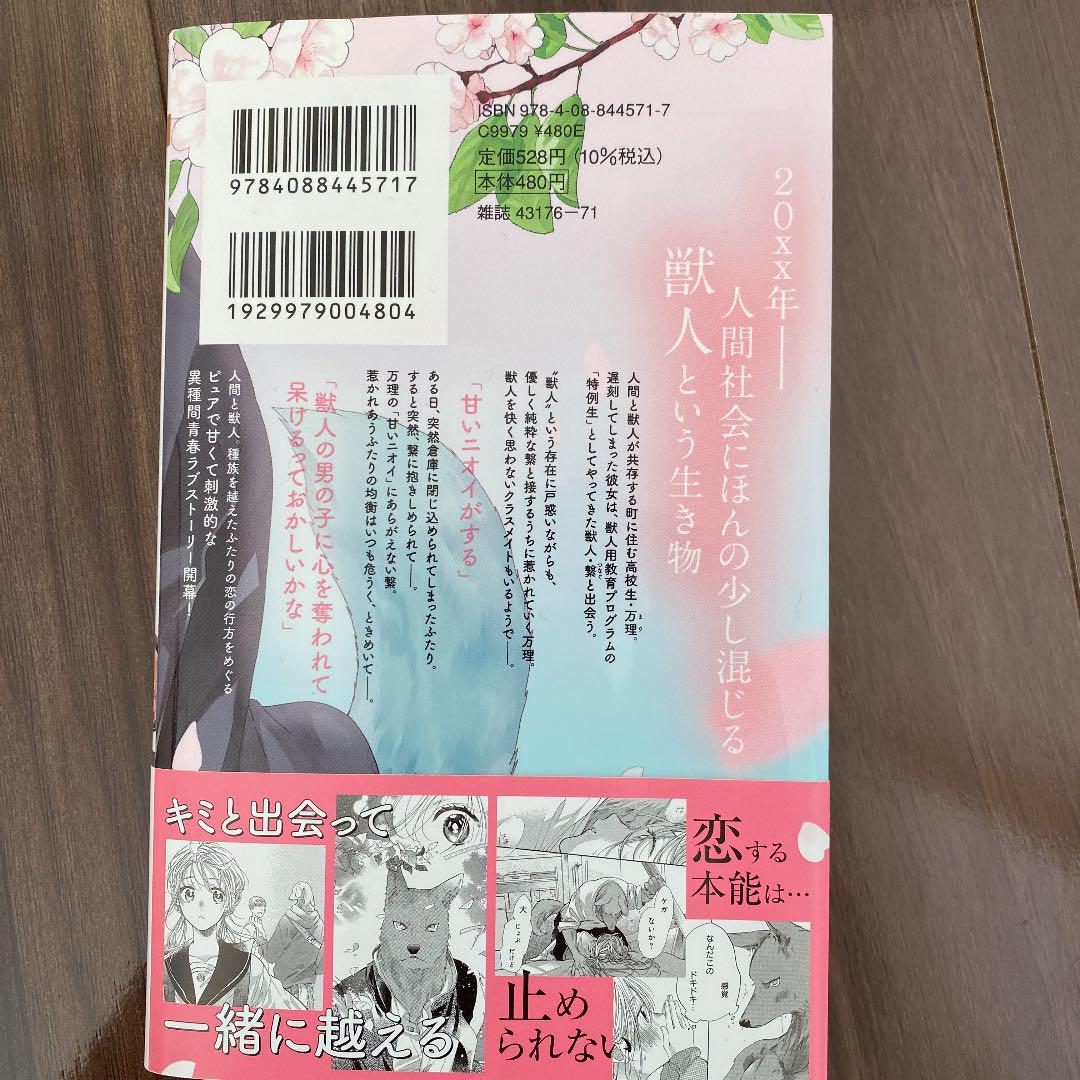 ISBN 978-4-08-844571-7
C9979 ¥480E
定価528円(10%税込)
本体480円
雑誌 43176-71
9784088445717
1929979004804
20xx年——
人間社会にほんの少し混じる
獣人という生き物
人間と獣人が共存する町に住む高校生・万理。
まり
遅刻してしまった彼女は、獣人用教育プログラムの
「特例生」としてやってきた獣人・繋と出会う。
つなぐ
“獣人”という存在に戸惑いながらも、
優しく純粋な繋と接するうちに惹かれていく万理。
獣人を快く思わないクラスメイトもいるようで——。
「甘いニオイがする」
ある日、突然倉庫に閉じ込められてしまったふたり。
すると突然、繋に抱きしめられて——。
万理の「甘いニオイ」にあらがえない繋。
惹かれあうふたりの均衡はいつも危うく、ときめいて——。
「獣人の男の子に心を奪われて
呆けるっておかしいかな」
人間と獣人。種族を越えたふたりの恋の行方をめぐる
ピュアで甘くて刺激的な
異種間青春ラブストーリー開幕!
キミと出会って
一緒に越える
恋する
本能は…
止め
られない
ケガ
ないか?
大
じょぶ
だけど
なんだこの
感覚
ドキドキ…